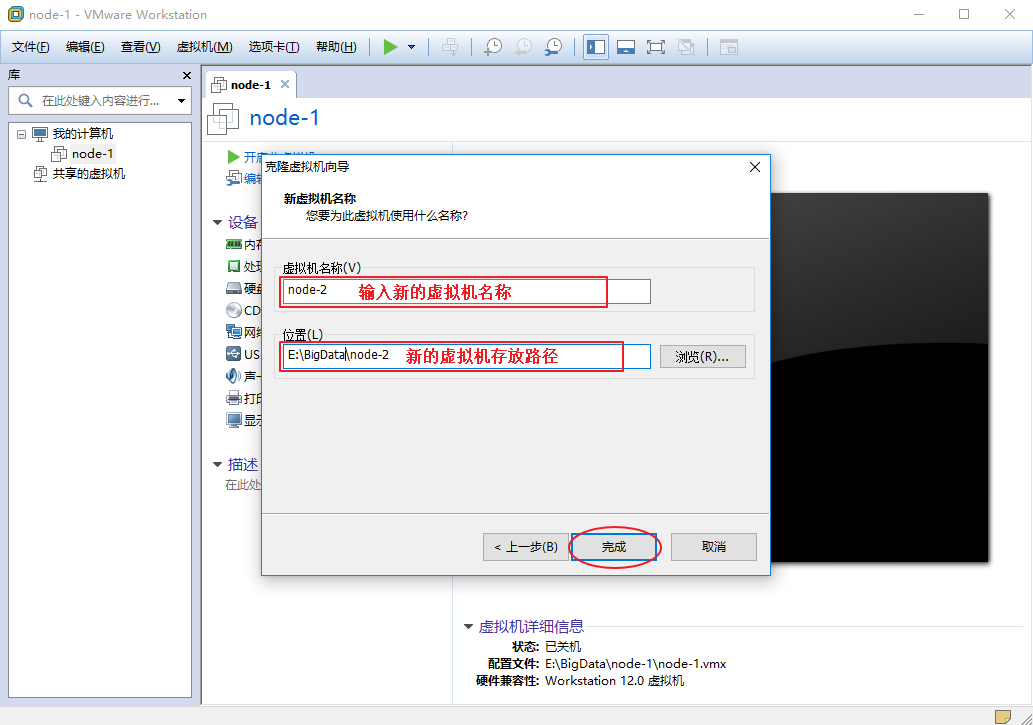 node-1 - VMware Workstation
文件(F) 编辑(E) 查看(V) 虚拟机(M) 选项卡(T) 帮助(H)
库
在此处键入内容进行...
我的计算机
node-1
共享的虚拟机
node-1
node-1
编辑
设备
内存
处理
硬盘
CD
网络
US
声
打印
显示
描述
在此处
克隆虚拟机向导
新虚拟机名称
您要为此虚拟机使用什么名称?
虚拟机名称(V)
node-2 输入新的虚拟机名称
位置(L)
E:\BigData\node-2 新的虚拟机存放路径
浏览(R)...
< 上一步(B) 完成 取消
虚拟机详细信息
状态: 已关机
配置文件: E:\BigData\node-1\node-1.vmx
硬件兼容性: Workstation 12.0 虚拟机